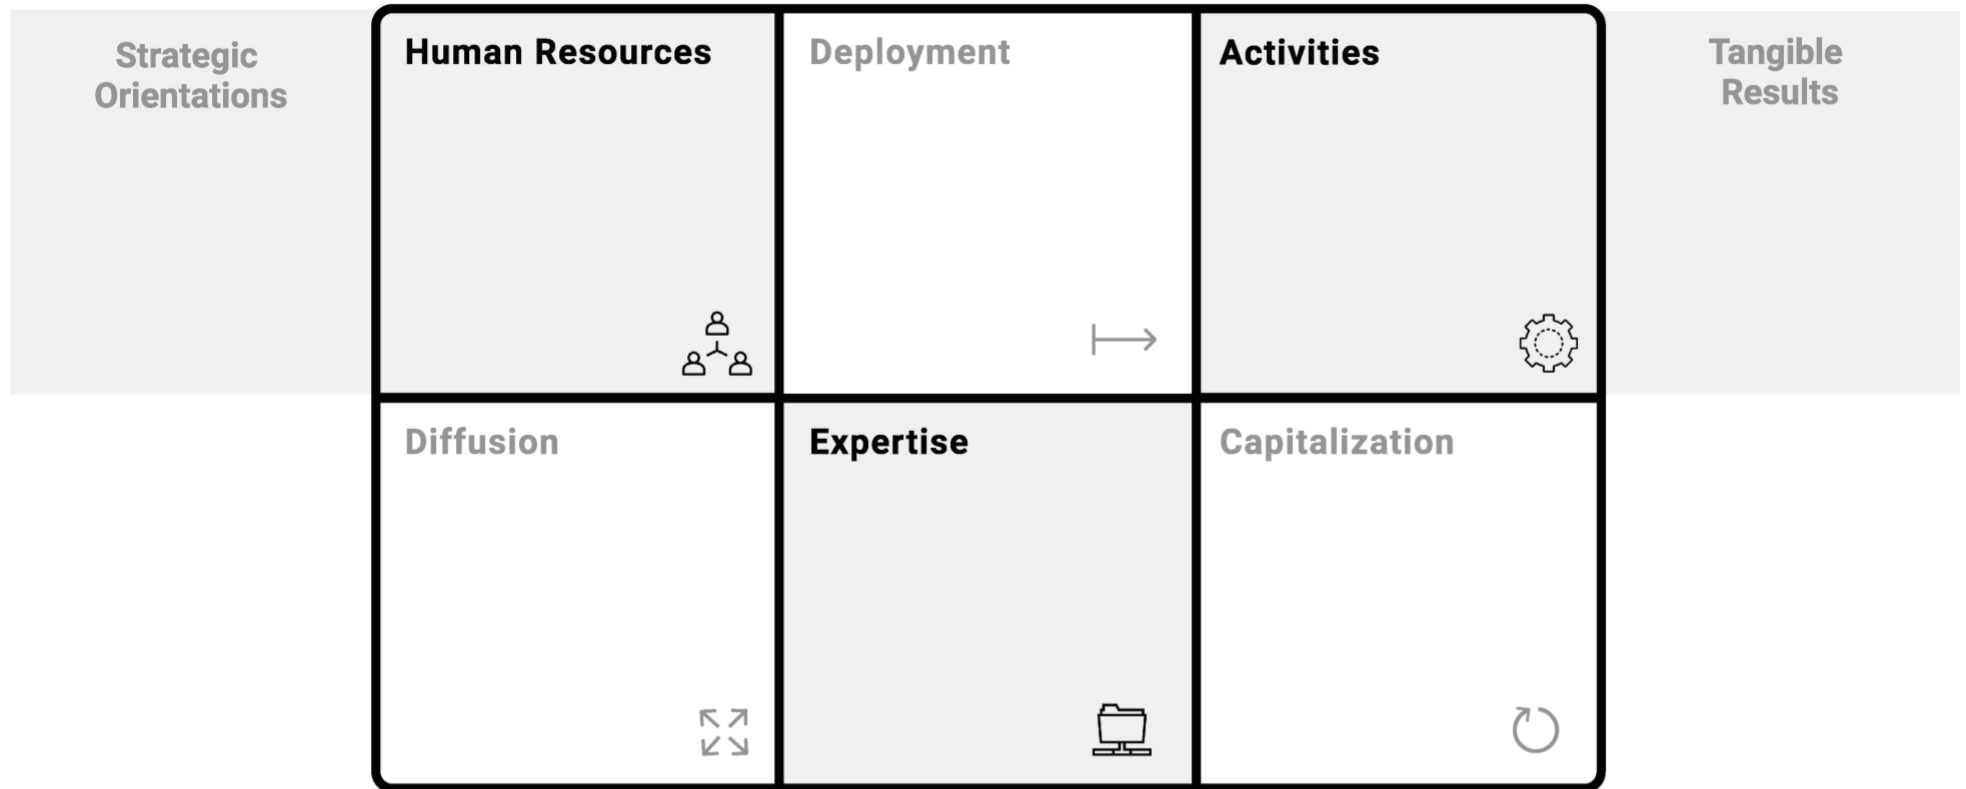 Strategic
Orientations
Human Resources
Deployment
Activities
Tangible
Results
Diffusion
Expertise
Capitalization